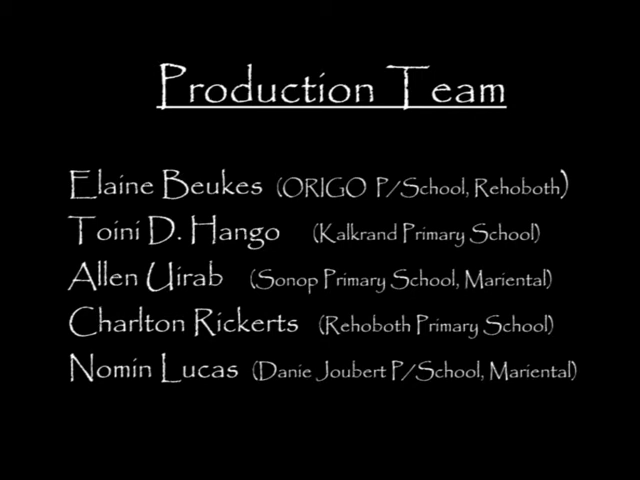 Production Team
Elaine Beukes (ORIGO P/School, Rehoboth)
Toini D. Hango (Kalkrand Primary School)
Allen Uirab (Sonop Primary School, Mariental)
Charlton Rickerts (Rehoboth Primary School)
Nomin Lucas (Danie Joubert P/School, Mariental)